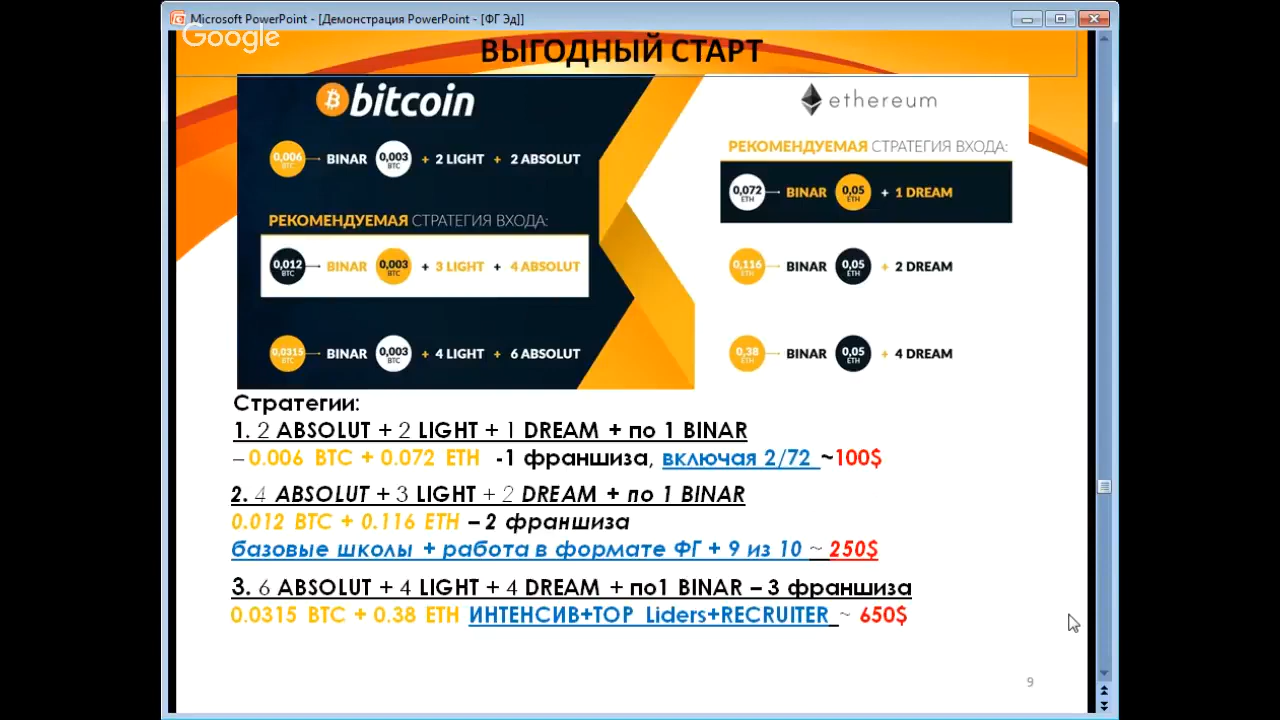 Microsoft PowerPoint - [Демонстрация PowerPoint - [ФГ Эд]]
Google
ВЫГОДНЫЙ СТАРТ
bitcoin
0,006 BTC BINAR 0,003 BTC + 2 LIGHT + 2 ABSOLUT
РЕКОМЕНДУЕМАЯ СТРАТЕГИЯ ВХОДА:
0,012 BTC BINAR 0,003 BTC + 3 LIGHT + 4 ABSOLUT
0,0315 BTC BINAR 0,003 BTC + 4 LIGHT + 6 ABSOLUT
ethereum
РЕКОМЕНДУЕМАЯ СТРАТЕГИЯ ВХОДА:
0,072 ETH BINAR 0,05 ETH + 1 DREAM
0,116 ETH BINAR 0,05 ETH + 2 DREAM
0,38 ETH BINAR 0,05 ETH + 4 DREAM
Стратегии:
1. 2 ABSOLUT + 2 LIGHT + 1 DREAM + по 1 BINAR
– 0.006 BTC + 0.072 ETH -1 франшиза, включая 2/72 ~100$
2. 4 ABSOLUT + 3 LIGHT + 2 DREAM + по 1 BINAR
0.012 BTC + 0.116 ETH – 2 франшиза
базовые школы + работа в формате ФГ + 9 из 10 ~ 250$
3. 6 ABSOLUT + 4 LIGHT + 4 DREAM + по1 BINAR – 3 франшиза
0.0315 BTC + 0.38 ETH ИНТЕНСИВ+TOP Liders+RECRUITER ~ 650$
9